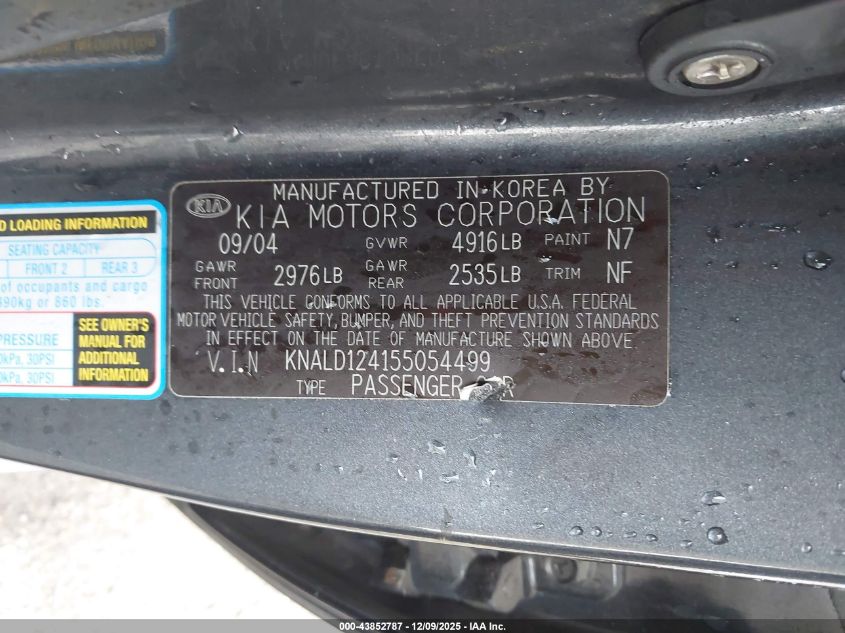 MANUFACTURED IN KOREA BY
KIA KIA MOTORS CORPORATION
09/04 GVWR 4916LB PAINT N7
GAWR FRONT 2976LB GAWR REAR 2535LB TRIM NF
THIS VEHICLE CONFORMS TO ALL APPLICABLE U.S.A. FEDERAL
MOTOR VEHICLE SAFETY, BUMPER, AND THEFT PREVENTION STANDARDS
IN EFFECT ON THE DATE OF MANUFACTURE SHOWN ABOVE.
V.I.N KNALD124155054499
TYPE PASSENGER
LOADING INFORMATION
SEATING CAPACITY
FRONT 2 REAR 3
of occupants and cargo
490kg or 860 lbs.
PRESSURE
kPa, 30PSI
kPa, 30PSI
SEE OWNER'S
MANUAL FOR
ADDITIONAL
INFORMATION
000-43852787 - 12/09/2025 - IAA Inc.